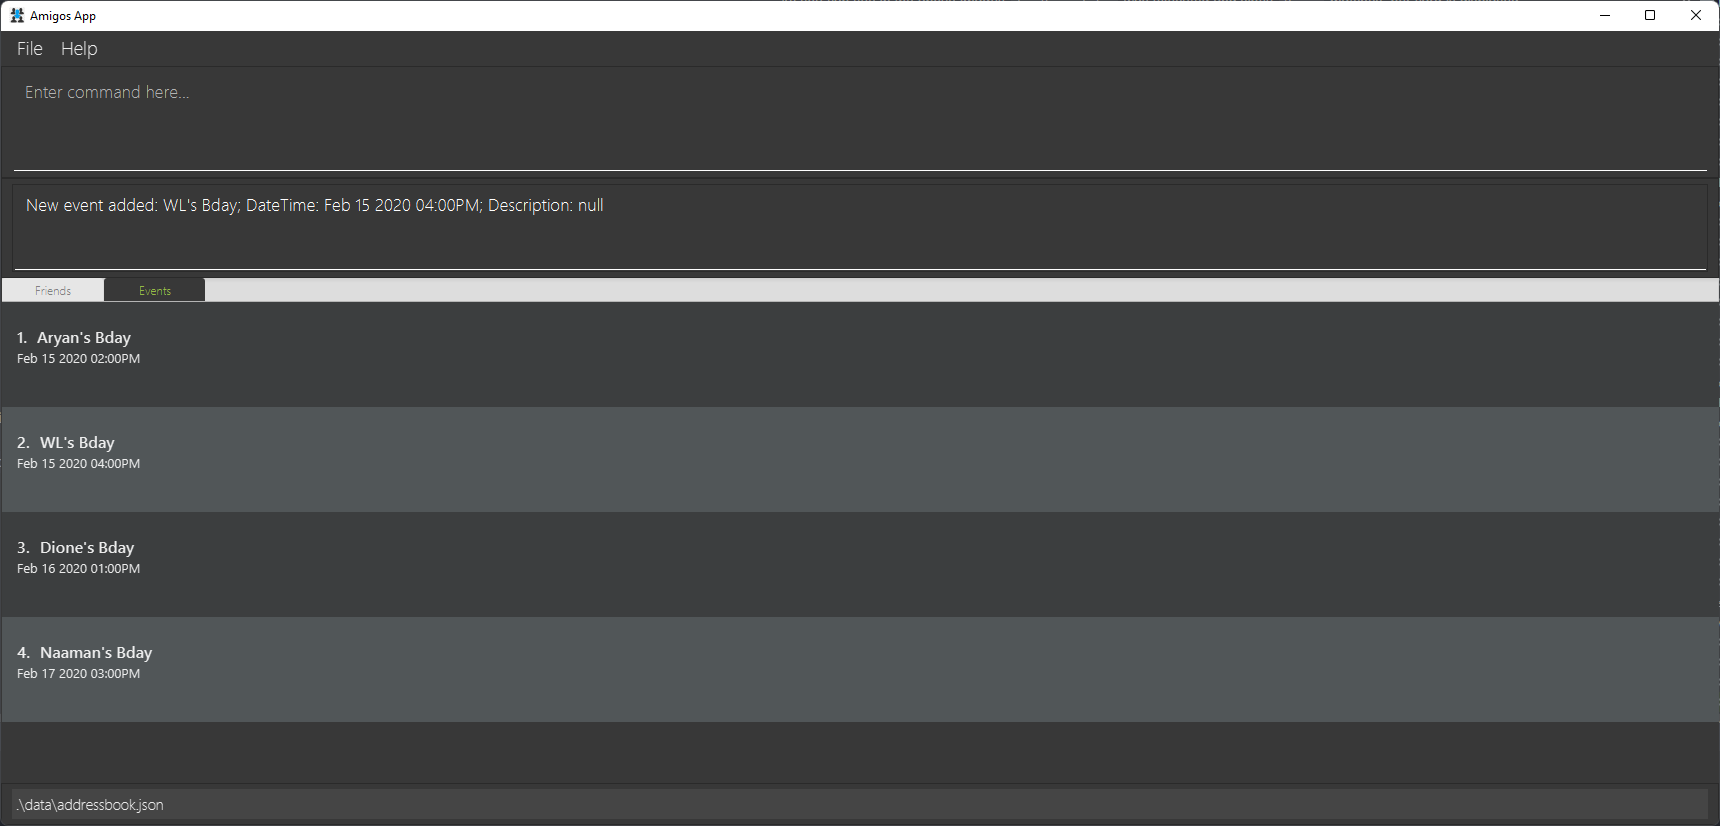 Amigos App
File Help
Enter command here...
New event added: WL's Bday; DateTime: Feb 15 2020 04:00PM; Description: null
Friends Events
1. Aryan's Bday
Feb 15 2020 02:00PM
2. WL's Bday
Feb 15 2020 04:00PM
3. Dione's Bday
Feb 16 2020 01:00PM
4. Naaman's Bday
Feb 17 2020 03:00PM
.\data\addressbook.json